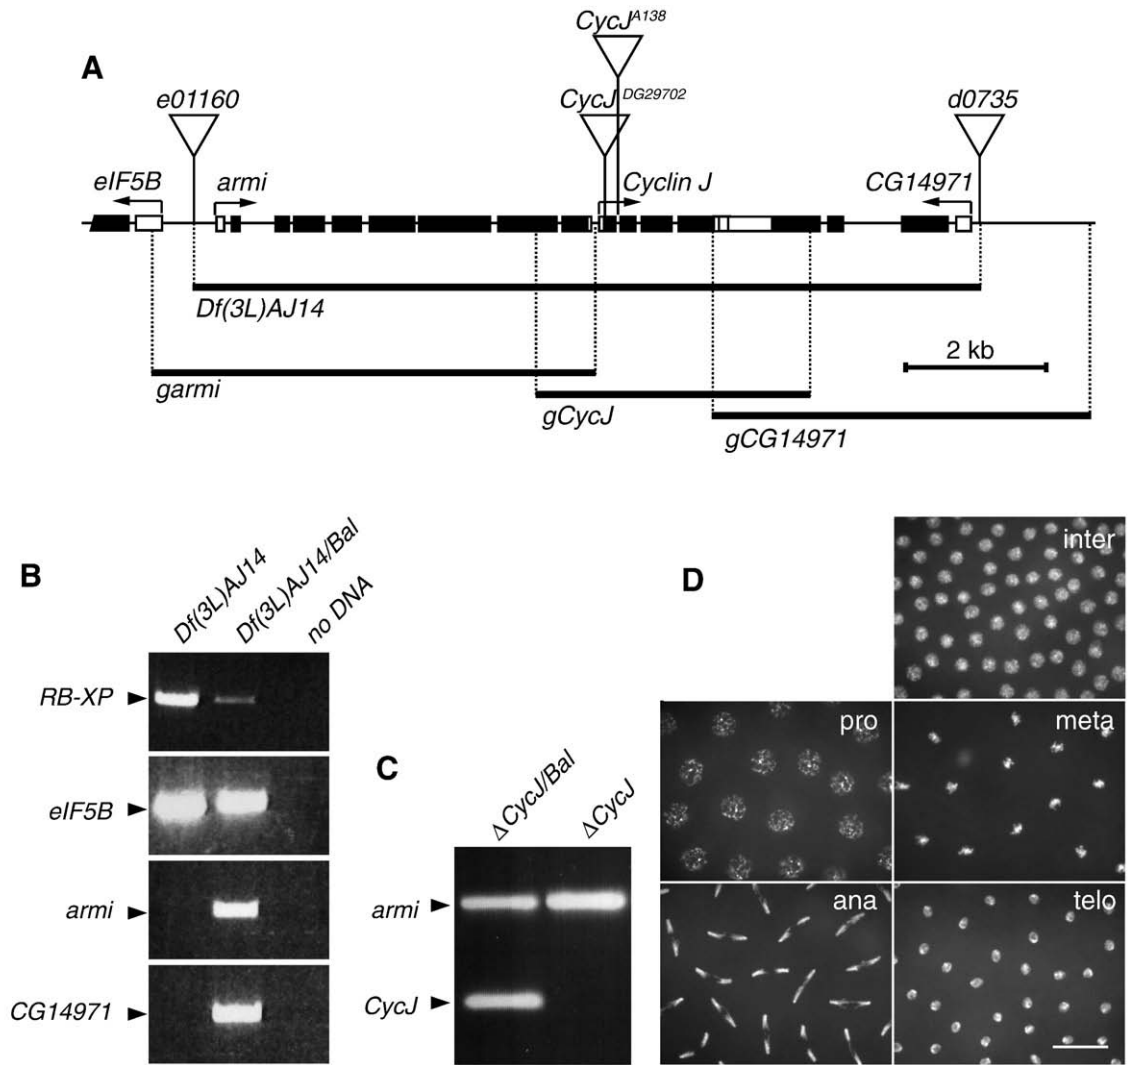 A
CycJA138
e01160
CycJ DG29702
d0735
eIF5B
armi
Cyclin J
CG14971
Df(3L)AJ14
2 kb
garmi
gCycJ
gCG14971
B
Df(3L)AJ14
Df(3L)AJ14/Bal
no DNA
RB-XP
eIF5B
armi
CG14971
C
ΔCycJ/Bal
ΔCycJ
armi
CycJ
D
inter
pro
meta
ana
telo